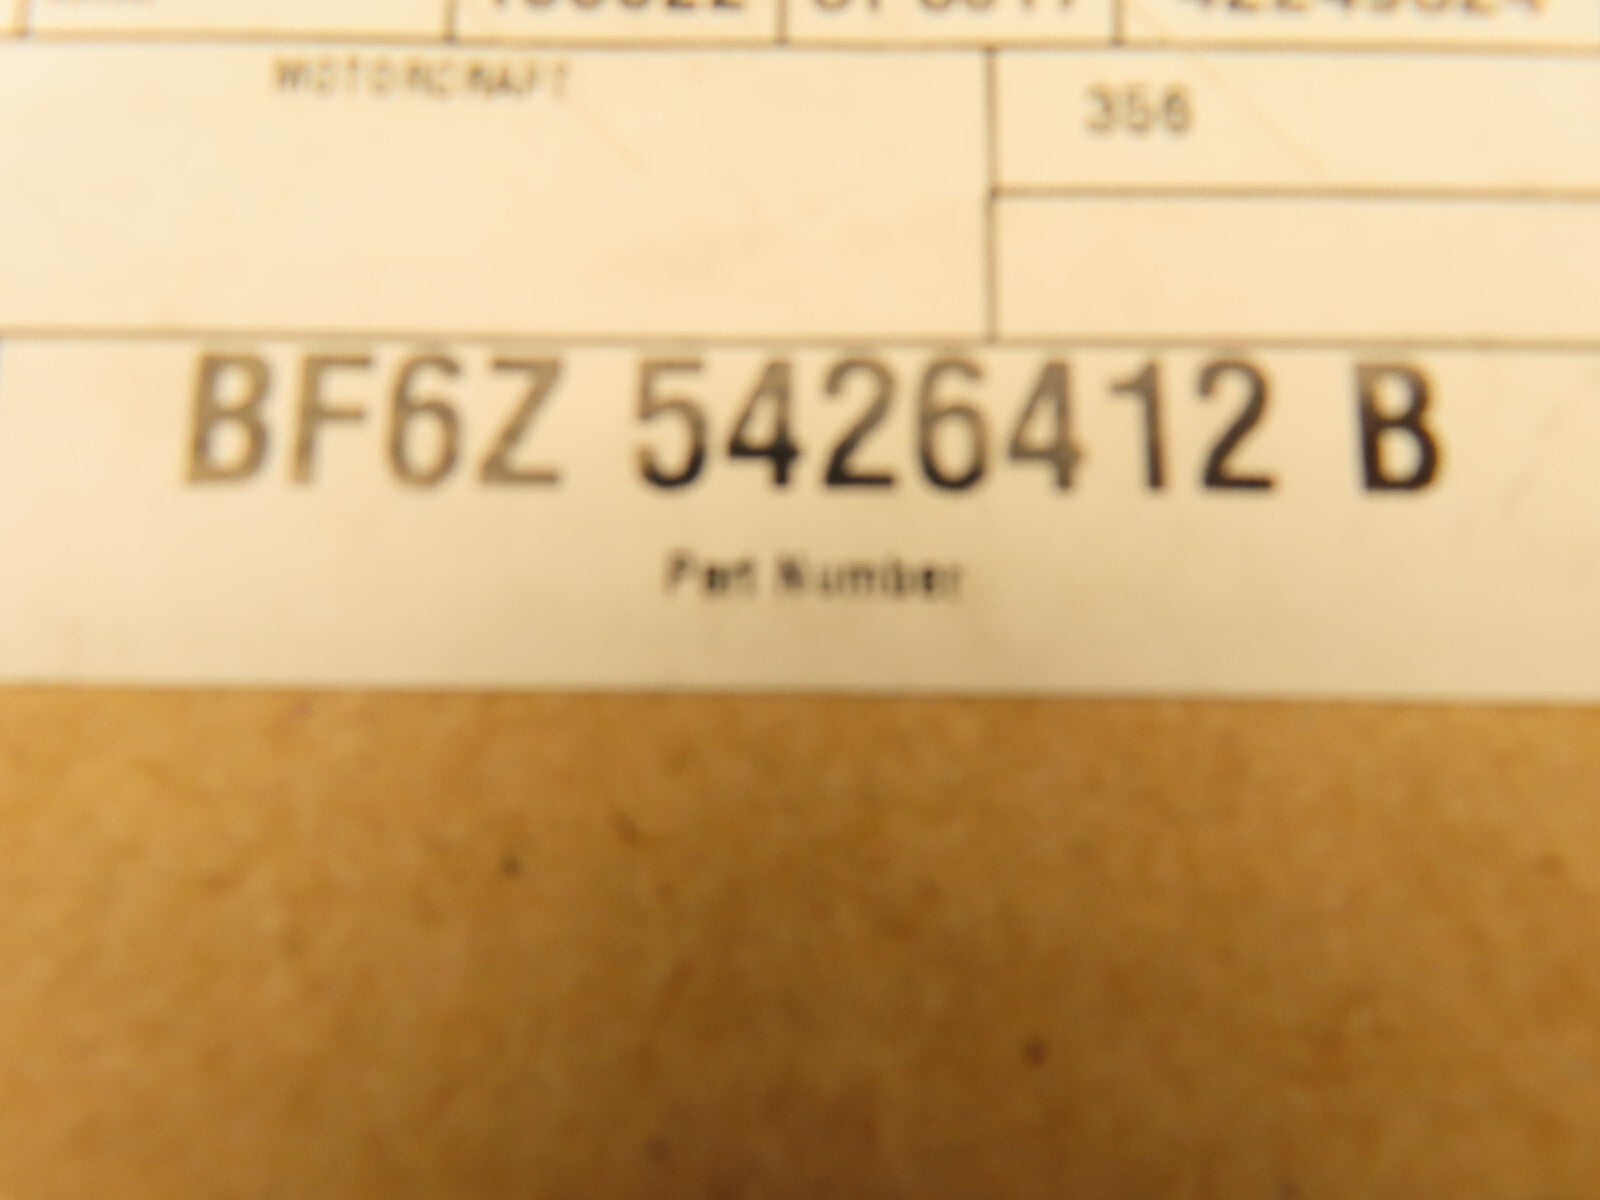 MOTORCRAFT
356
BF6Z 5426412 B
Part Number